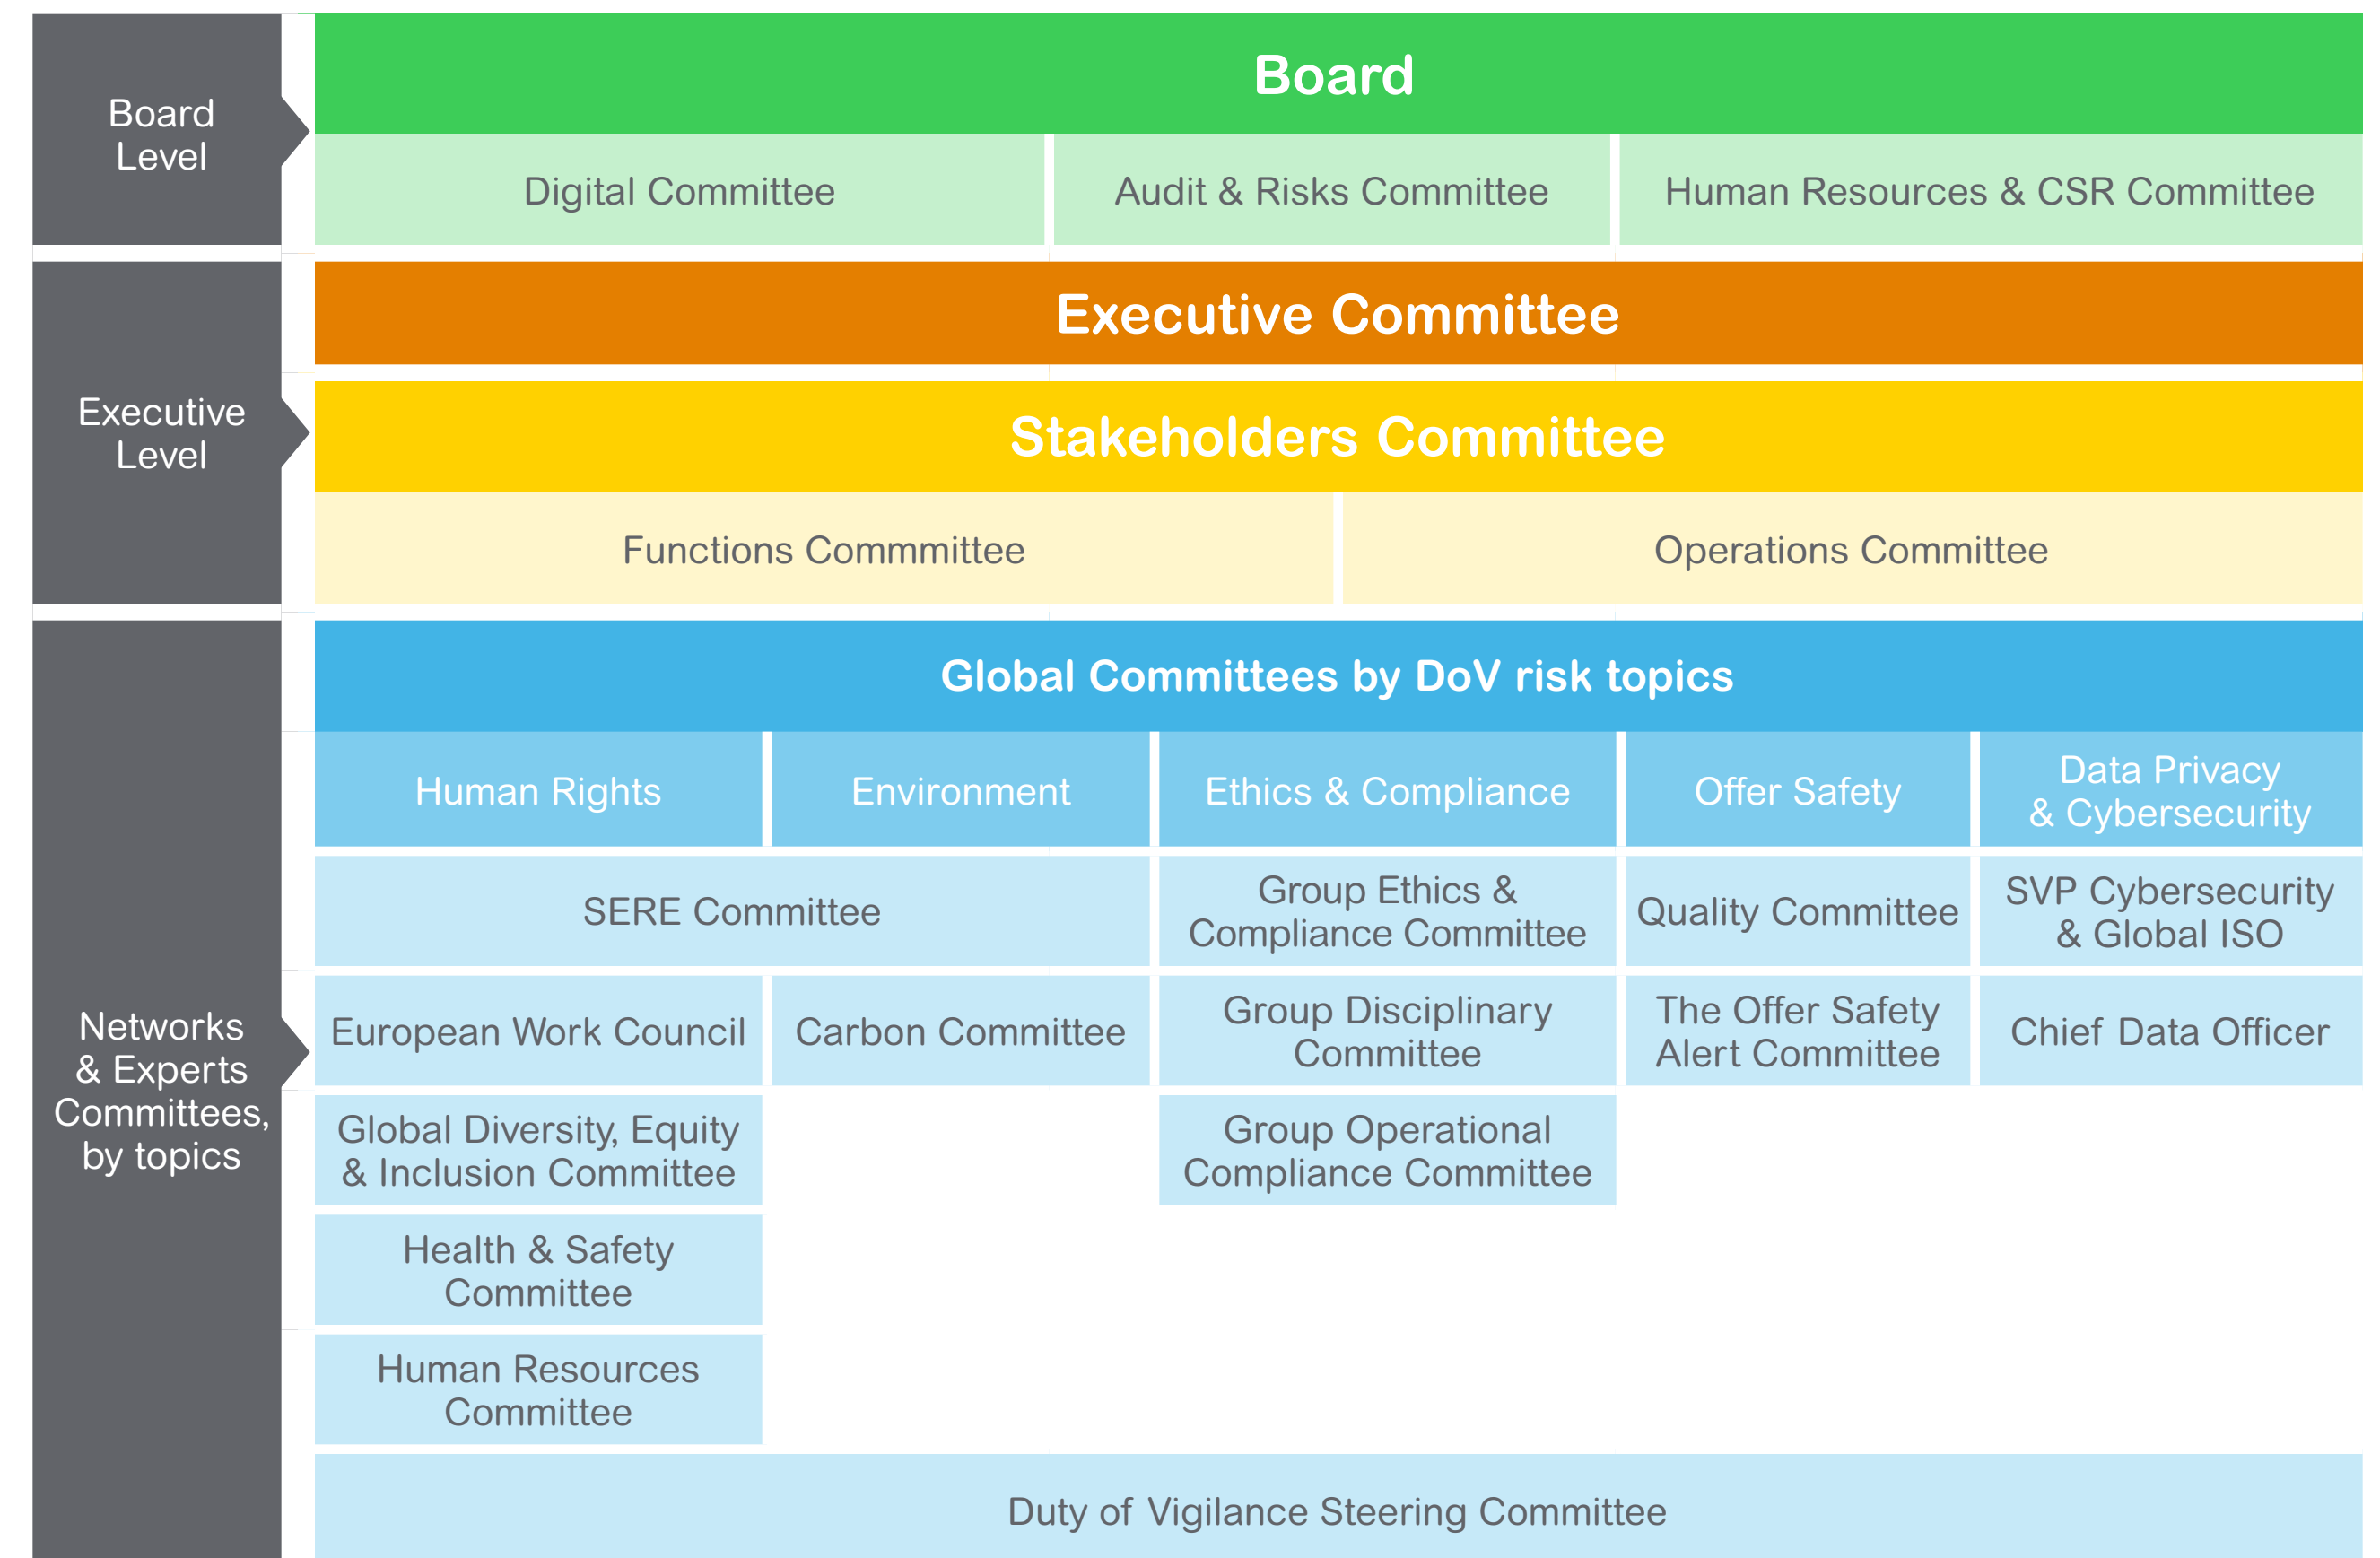 Board
Level
Board
Digital Committee
Audit & Risks Committee
Human Resources & CSR Committee
Executive
Level
Executive Committee
Stakeholders Committee
Functions Committee
Operations Committee
Networks
& Experts
Committees,
by topics
Global Committees by DoV risk topics
Human Rights
Environment
Ethics & Compliance
Offer Safety
Data Privacy
& Cybersecurity
SERE Committee
Group Ethics &
Compliance Committee
Quality Committee
SVP Cybersecurity
& Global ISO
European Work Council
Carbon Committee
Group Disciplinary
Committee
The Offer Safety
Alert Committee
Chief Data Officer
Global Diversity, Equity
& Inclusion Committee
Group Operational
Compliance Committee
Health & Safety
Committee
Human Resources
Committee
Duty of Vigilance Steering Committee